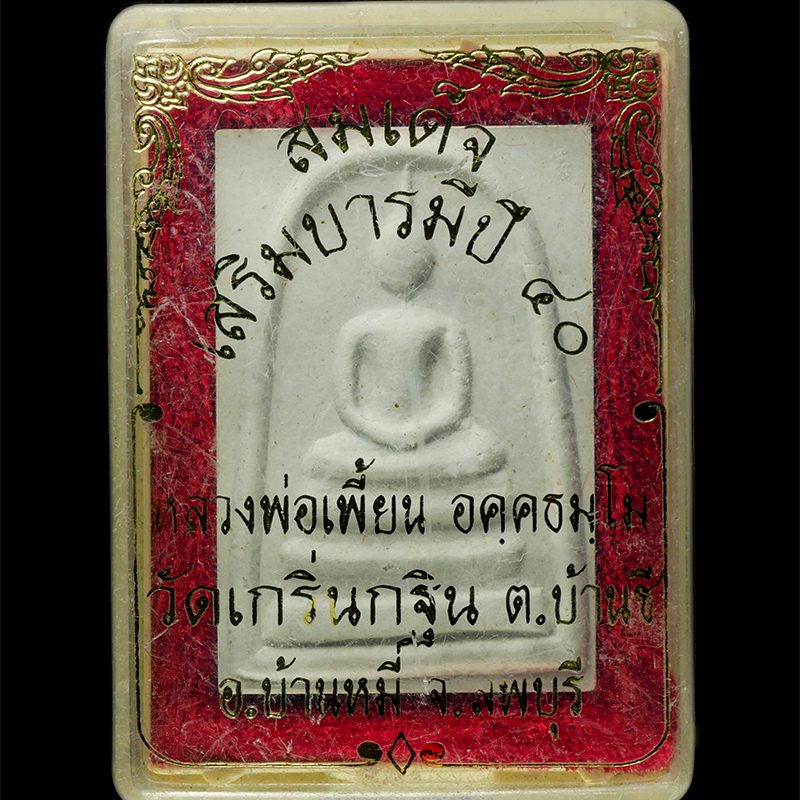 สมเด็จ
เสริมบารมีปี ๔๐
หลวงพ่อเพี้ยน อคฺคธมฺโม
วัดเกริ่นกฐิน ต.บ้านชี
อ.บ้านหมี่ จ.ลพบุรี